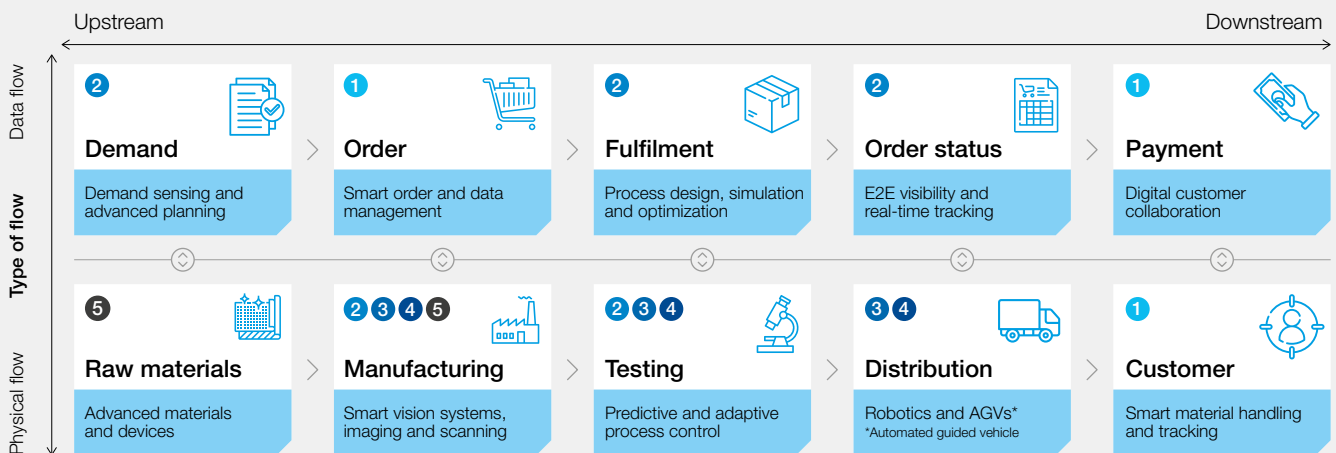 Upstream
Downstream
Data flow
Type of flow
Physical flow
2
Demand
Demand sensing and
advanced planning
1
Order
Smart order and data
management
2
Fulfilment
Process design, simulation
and optimization
2
Order status
E2E visibility and
real-time tracking
1
Payment
Digital customer
collaboration
5
Raw materials
Advanced materials
and devices
2 3 4 5
Manufacturing
Smart vision systems,
imaging and scanning
2 3 4
Testing
Predictive and adaptive
process control
3 4
Distribution
Robotics and AGVs*
*Automated guided vehicle
1
Customer
Smart material handling
and tracking